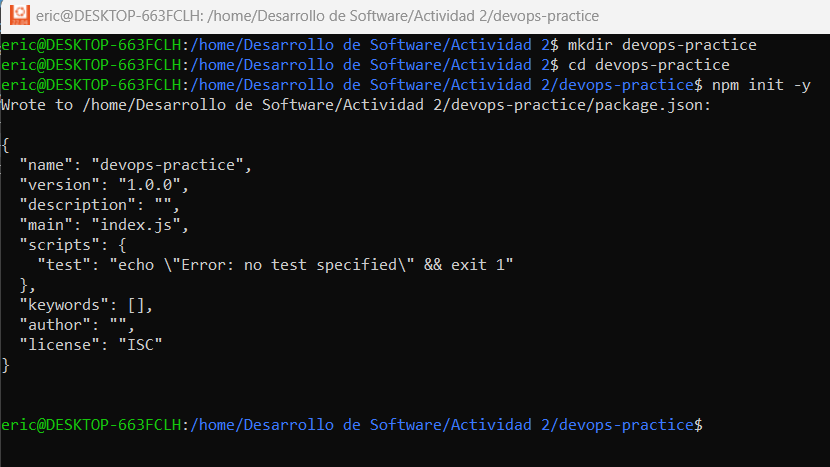 eric@DESKTOP-663FCLH: /home/Desarrollo de Software/Actividad 2/devops-practice
eric@DESKTOP-663FCLH:/home/Desarrollo de Software/Actividad 2$ mkdir devops-practice
eric@DESKTOP-663FCLH:/home/Desarrollo de Software/Actividad 2$ cd devops-practice
eric@DESKTOP-663FCLH:/home/Desarrollo de Software/Actividad 2/devops-practice$ npm init -y
Wrote to /home/Desarrollo de Software/Actividad 2/devops-practice/package.json:
{
  "name": "devops-practice",
  "version": "1.0.0",
  "description": "",
  "main": "index.js",
  "scripts": {
    "test": "echo \"Error: no test specified\" && exit 1"
  },
  "keywords": [],
  "author": "",
  "license": "ISC"
}
eric@DESKTOP-663FCLH:/home/Desarrollo de Software/Actividad 2/devops-practice$